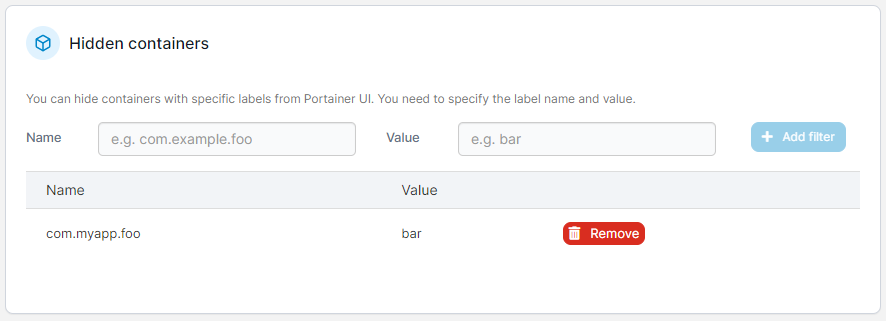 Hidden containers
You can hide containers with specific labels from Portainer UI. You need to specify the label name and value.
Name e.g. com.example.foo Value e.g. bar Add filter
Name Value
com.myapp.foo bar Remove